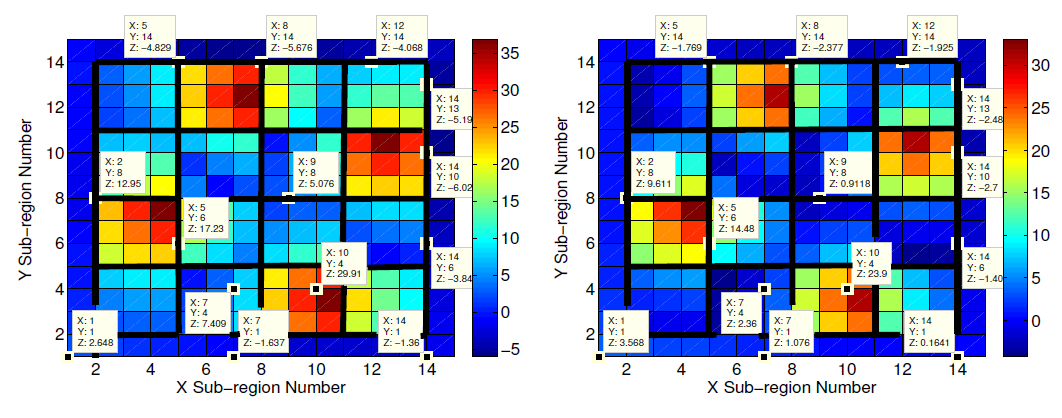 X: 5
Y: 14
Z: −4.829
X: 8
Y: 14
Z: −5.676
X: 12
Y: 14
Z: −4.068
X: 14
Y: 13
Z: −5.19
X: 14
Y: 10
Z: −6.02
X: 2
Y: 8
Z: 12.95
X: 9
Y: 8
Z: 5.076
X: 5
Y: 6
Z: 17.23
X: 14
Y: 6
Z: −3.84
X: 10
Y: 4
Z: 29.91
X: 7
Y: 4
Z: 7.409
X: 1
Y: 1
Z: 2.648
X: 7
Y: 1
Z: −1.637
X: 14
Y: 1
Z: −1.36
14
12
10
8
6
4
2
2 4 6 8 10 12 14
X Sub−region Number
Y Sub−region Number
35
30
25
20
15
10
5
0
−5
X: 5
Y: 14
Z: −1.769
X: 8
Y: 14
Z: −2.377
X: 12
Y: 14
Z: −1.925
X: 14
Y: 13
Z: −2.48
X: 14
Y: 10
Z: −2.7
X: 2
Y: 8
Z: 9.611
X: 9
Y: 8
Z: 0.9118
X: 5
Y: 6
Z: 14.48
X: 14
Y: 6
Z: −1.40
X: 10
Y: 4
Z: 23.9
X: 7
Y: 4
Z: 2.36
X: 1
Y: 1
Z: 3.568
X: 7
Y: 1
Z: 1.076
X: 14
Y: 1
Z: 0.1641
14
12
10
8
6
4
2
2 4 6 8 10 12 14
X Sub−region Number
Y Sub−region Number
30
25
20
15
10
5
0